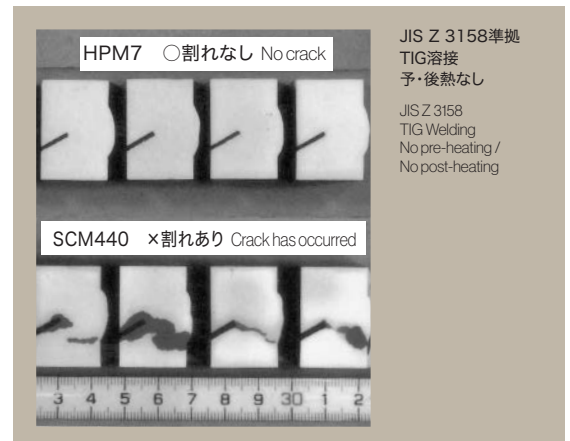 HPM7 ○割れなし No crack
SCM440 ×割れあり Crack has occurred
3 4 5 6 7 8 9 30 1 2
JIS Z 3158準拠
TIG溶接
予・後熱なし
JIS Z 3158
TIG Welding
No pre-heating /
No post-heating